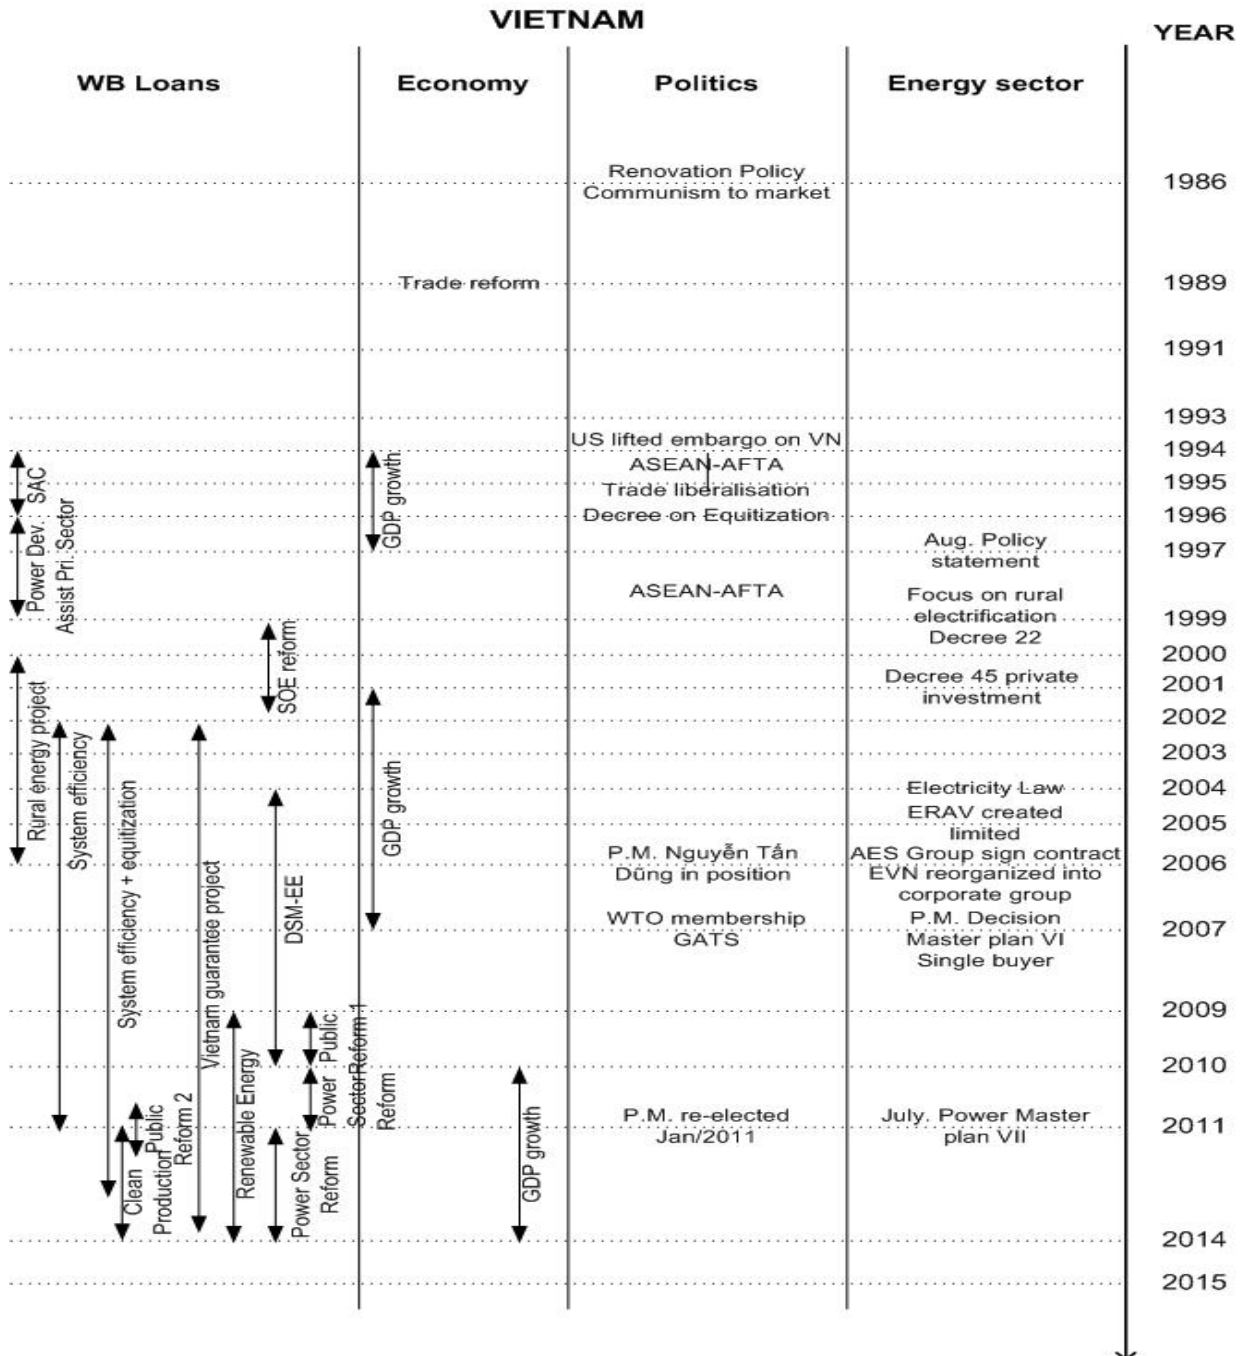 VIETNAM
YEAR
WB Loans
Economy
Politics
Energy sector
Renovation Policy
Communism to market
1986
Trade reform
1989
1991
1993
US lifted embargo on VN
1994
ASEAN-AFTA
Trade liberalisation
1995
Decree on Equitization
1996
SAC
GDP growth
Aug. Policy
statement
1997
Power Dev.
Assist Pri. Sector
ASEAN-AFTA
Focus on rural
electrification
Decree 22
1999
SOE reform
2000
Decree 45 private
investment
2001
2002
2003
Rural energy project
System efficiency
System efficiency + equitization
Vietnam guarantee project
DSM-EE
GDP growth
Electricity Law
2004
ERAV created
limited
2005
P.M. Nguyễn Tấn
Dũng in position
AES Group sign contract
EVN reorganized into
corporate group
2006
WTO membership
GATS
P.M. Decision
Master plan VI
Single buyer
2007
2009
Public
Sector Reform 1
2010
Power
Sector
Reform
Renewable Energy
Public
Reform 2
Clean
Production
Power Sector
Reform
GDP growth
P.M. re-elected
Jan/2011
July. Power Master
plan VII
2011
2014
2015